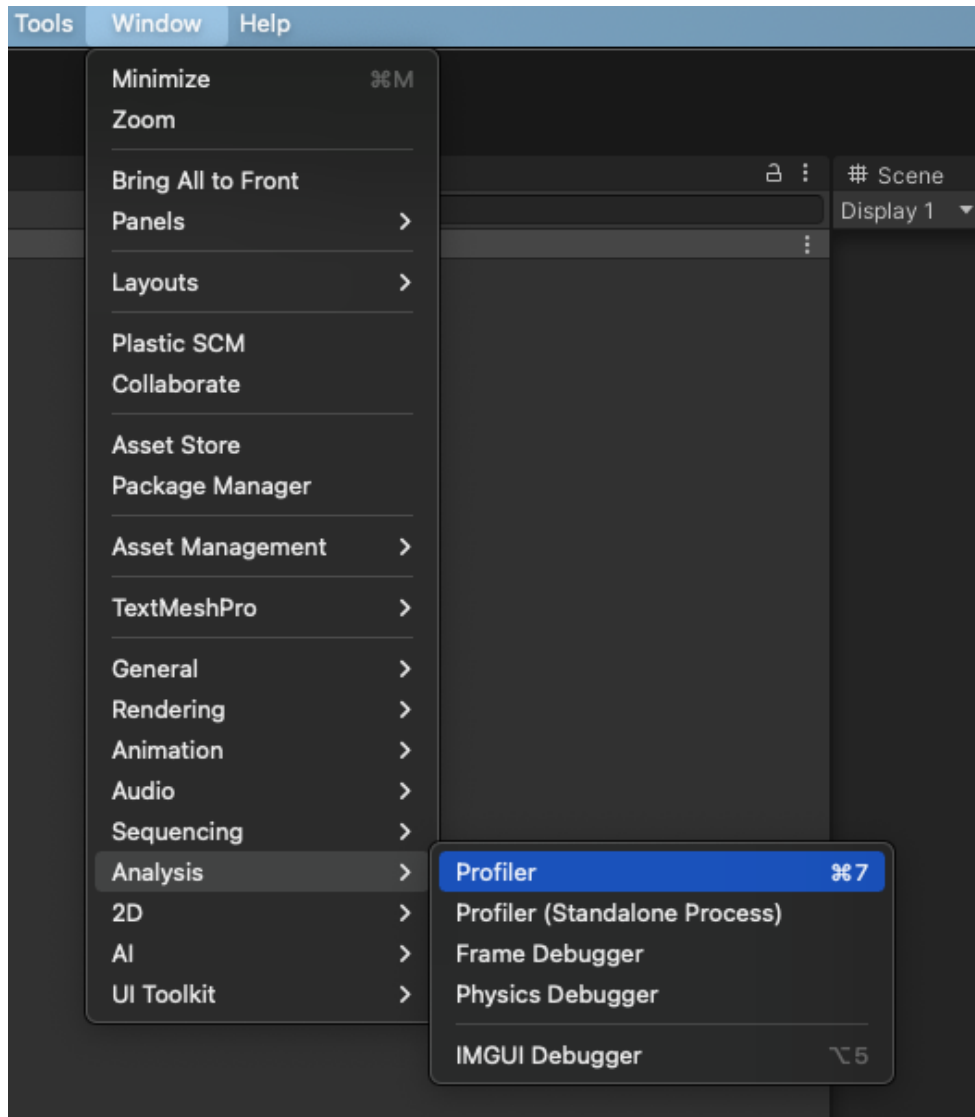 Tools Window Help
Minimize ⌘M
Zoom
Bring All to Front
Panels
Layouts
Plastic SCM
Collaborate
Asset Store
Package Manager
Asset Management
TextMeshPro
General
Rendering
Animation
Audio
Sequencing
Analysis
2D
AI
UI Toolkit
Profiler ⌘7
Profiler (Standalone Process)
Frame Debugger
Physics Debugger
IMGUI Debugger ⌥5
Scene
Display 1